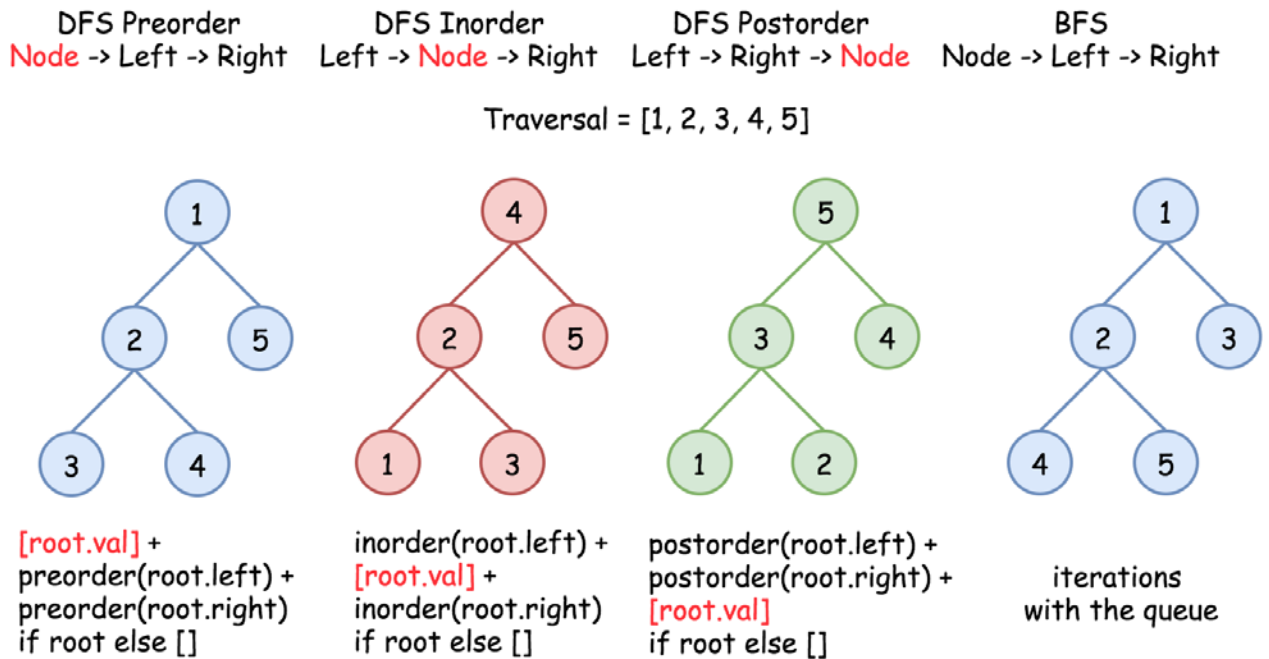 DFS Preorder
Node -> Left -> Right
DFS Inorder
Left -> Node -> Right
DFS Postorder
Left -> Right -> Node
BFS
Node -> Left -> Right
Traversal = [1, 2, 3, 4, 5]
1
2 5
3 4
[root.val] +
preorder(root.left) +
preorder(root.right)
if root else []
4
2 5
1 3
inorder(root.left) +
[root.val] +
inorder(root.right)
if root else []
5
3 4
1 2
postorder(root.left) +
postorder(root.right) +
[root.val]
if root else []
1
2 3
4 5
iterations
with the queue